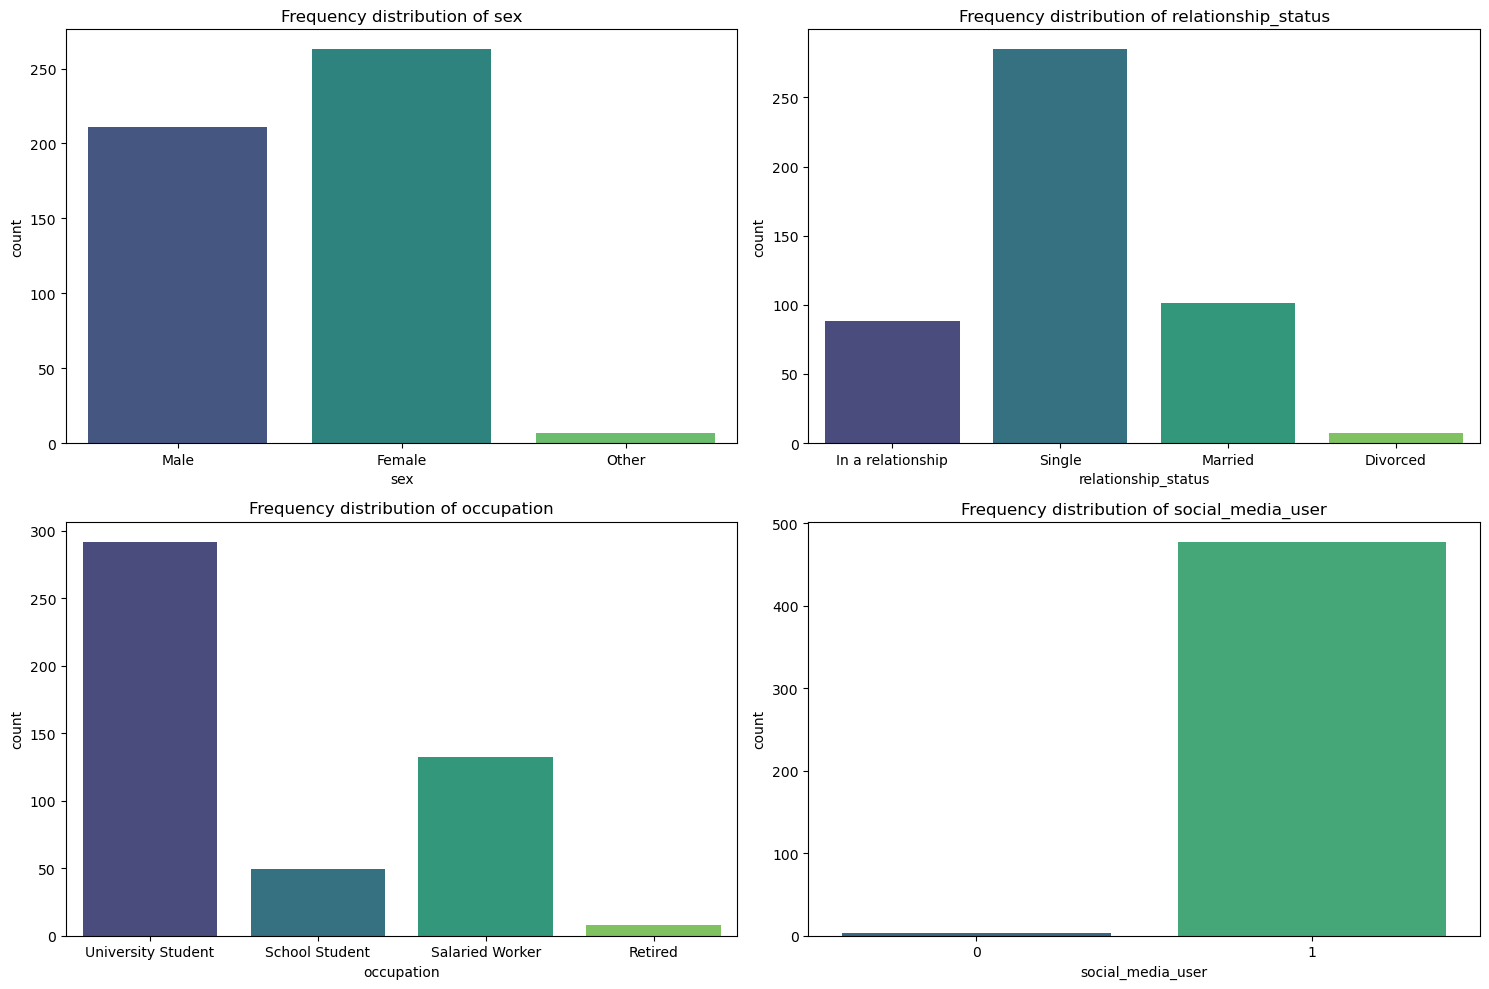 Frequency distribution of sex
count
250
200
150
100
50
0
Male Female Other
sex
Frequency distribution of relationship_status
count
250
200
150
100
50
0
In a relationship Single Married Divorced
relationship_status
Frequency distribution of occupation
count
300
250
200
150
100
50
0
University Student School Student Salaried Worker Retired
occupation
Frequency distribution of social_media_user
count
500
400
300
200
100
0
0 1
social_media_user